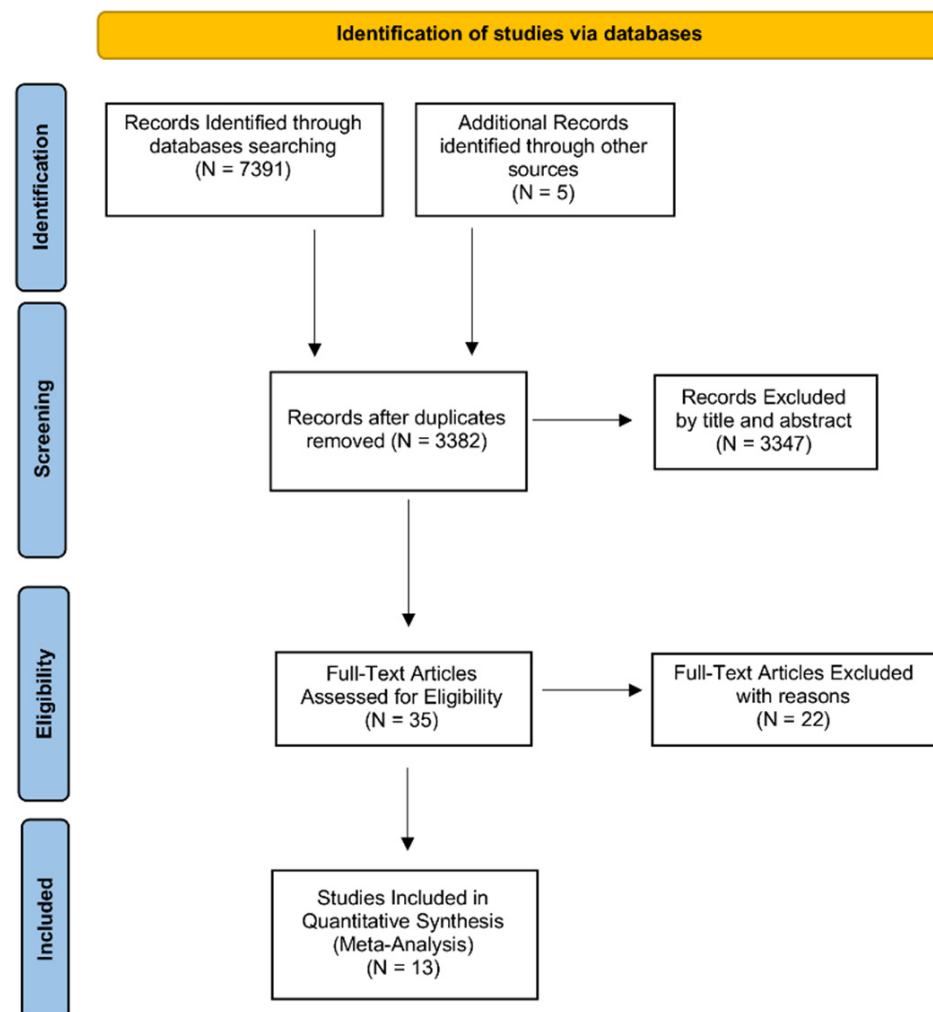 Identification of studies via databases
Identification
Records Identified through
databases searching
(N = 7391)
Additional Records
identified through other
sources
(N = 5)
Screening
Records after duplicates
removed (N = 3382)
Records Excluded
by title and abstract
(N = 3347)
Eligibility
Full-Text Articles
Assessed for Eligibility
(N = 35)
Full-Text Articles Excluded
with reasons
(N = 22)
Included
Studies Included in
Quantitative Synthesis
(Meta-Analysis)
(N = 13)